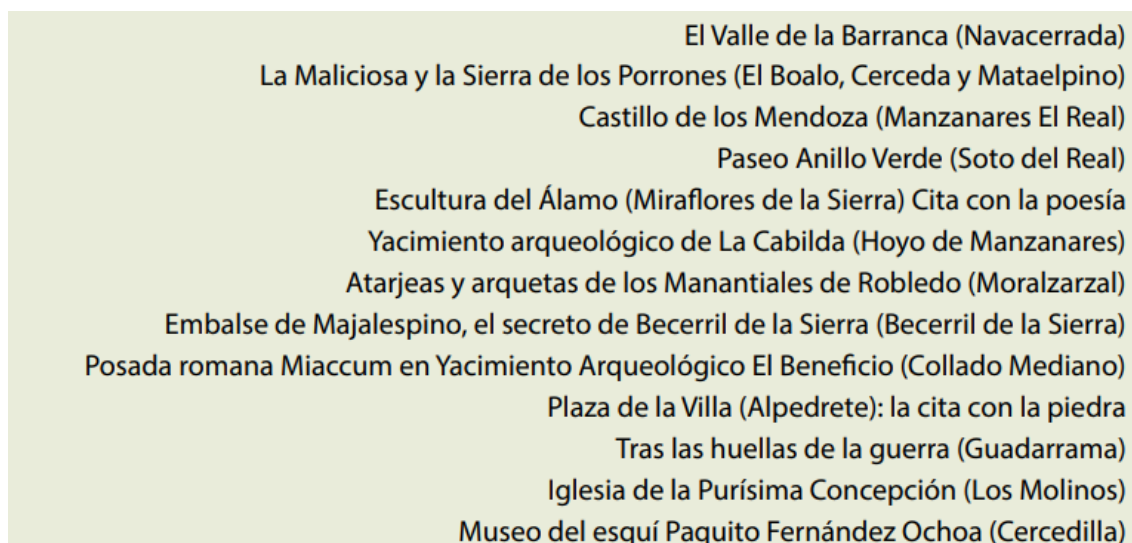 El Valle de la Barranca (Navacerrada)
La Maliciosa y la Sierra de los Porrones (El Boalo, Cerceda y Mataelpino)
Castillo de los Mendoza (Manzanares El Real)
Paseo Anillo Verde (Soto del Real)
Escultura del Álamo (Miraflores de la Sierra) Cita con la poesía
Yacimiento arqueológico de La Cabilda (Hoyo de Manzanares)
Atarjeas y arquetas de los Manantiales de Robledo (Moralzarzal)
Embalse de Majalespino, el secreto de Becerril de la Sierra (Becerril de la Sierra)
Posada romana Miaccum en Yacimiento Arqueológico El Beneficio (Collado Mediano)
Plaza de la Villa (Alpedrete): la cita con la piedra
Tras las huellas de la guerra (Guadarrama)
Iglesia de la Purísima Concepción (Los Molinos)
Museo del esquí Paquito Fernández Ochoa (Cercedilla)